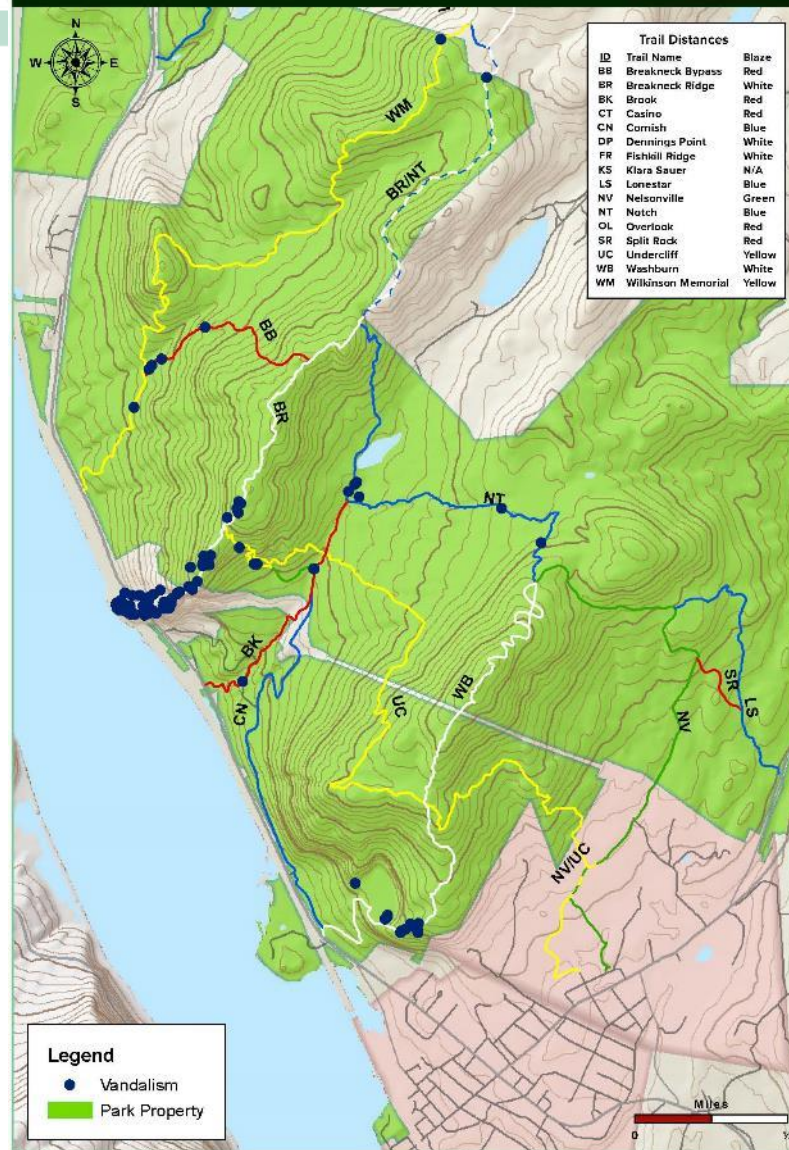 N
W E
S
Trail Distances
ID Trail Name Blaze
BB Breakneck Bypass Red
BR Breakneck Ridge White
BK Brook Red
CT Casino Red
CN Cornish Blue
DP Dennings Point White
FR Fishkill Ridge White
KS Klara Sauer N/A
LS Lonestar Blue
NV Nelsonville Green
NT Notch Blue
OL Overlook Red
SR Split Rock Red
UC Undercliff Yellow
WB Washburn White
WM Wilkinson Memorial Yellow
WM
BR/NT
BB
BR
NT
BK
CN
UC
WB
SR
LS
NV
NV/UC
Legend
Vandalism
Park Property
Miles
0